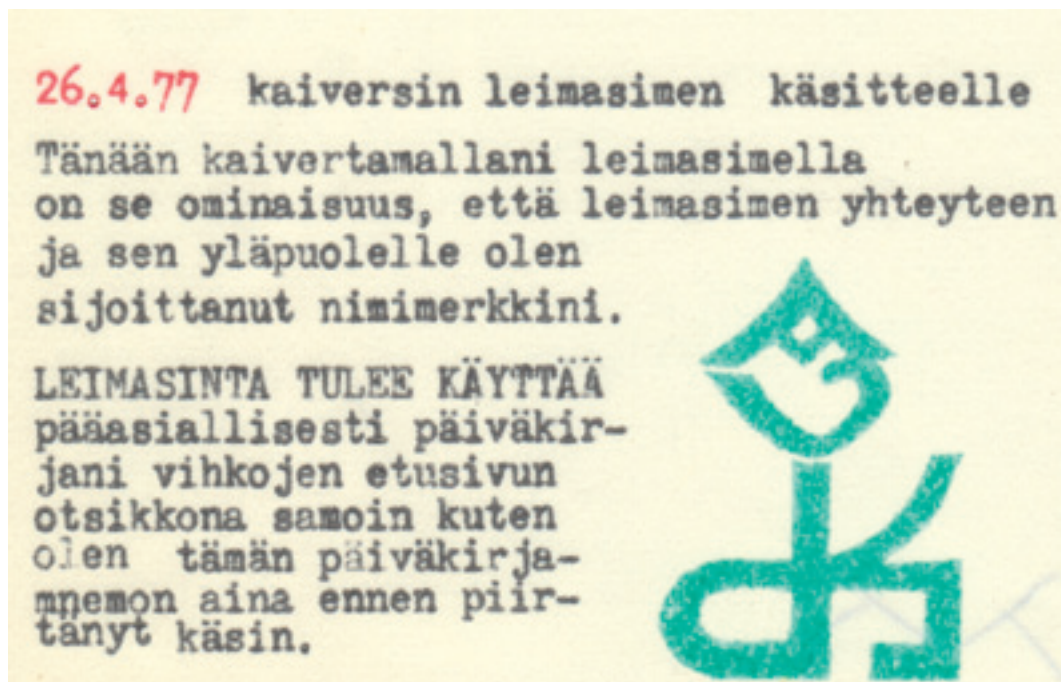 26.4.77 kaiversin leimasimen käsitteelle
Tänään kaivertamallani leimasimella
on se ominaisuus, että leimasimen yhteyteen
ja sen yläpuolelle olen
sijoittanut nimimerkkini.
LEIMASINTA TULEE KÄYTTÄÄ
pääasiallisesti päiväkir-
jani vihkojen etusivun
otsikkona samoin kuten
olen tämän päiväkirja-
mnemon aina ennen piir-
tänyt käsin.